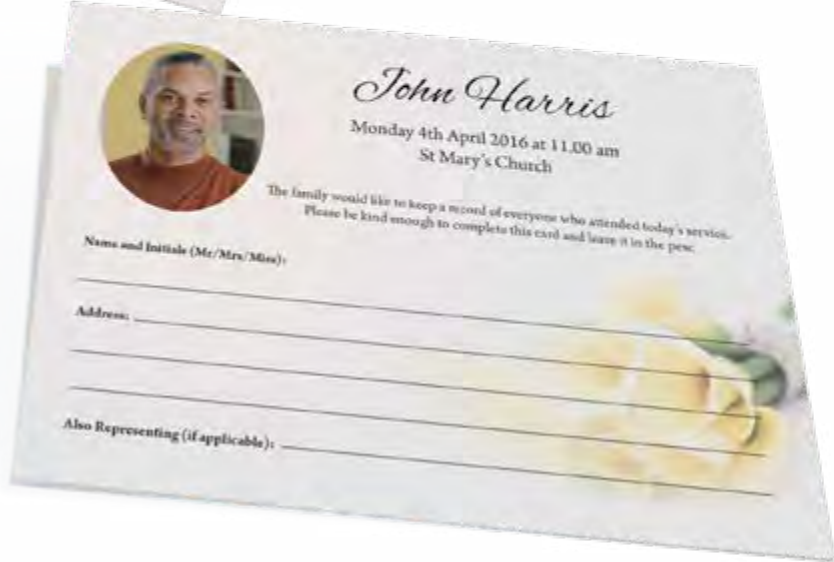 John Harris
Monday 4th April 2016 at 11.00 am
St Mary's Church
The family would like to keep a record of everyone who attended today's service.
Please be kind enough to complete this card and leave it in the pew.
Name and Initials (Mr/Mrs/Miss):
Address:
Also Representing (if applicable):